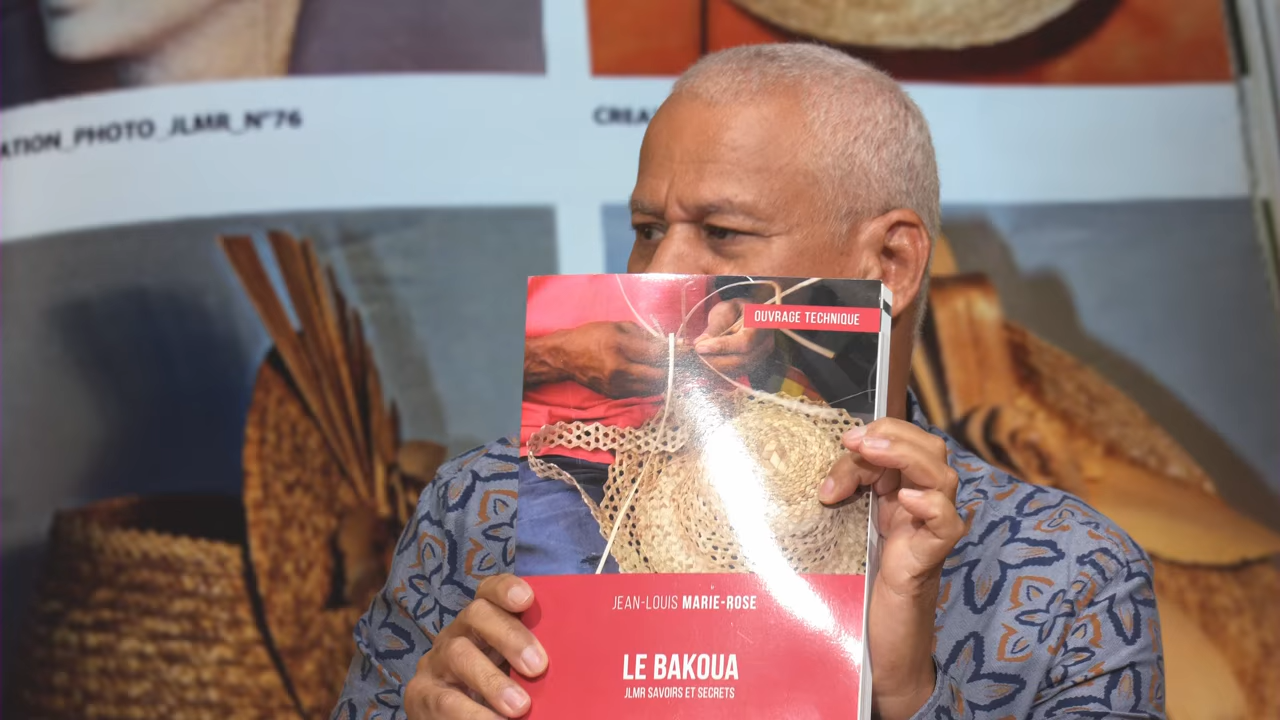 ATION_PHOTO_JLMR_N°76
CREA
OUVRAGE TECHNIQUE
JEAN-LOUIS MARIE-ROSE
LE BAKOUA
JLMR SAVOIRS ET SECRETS